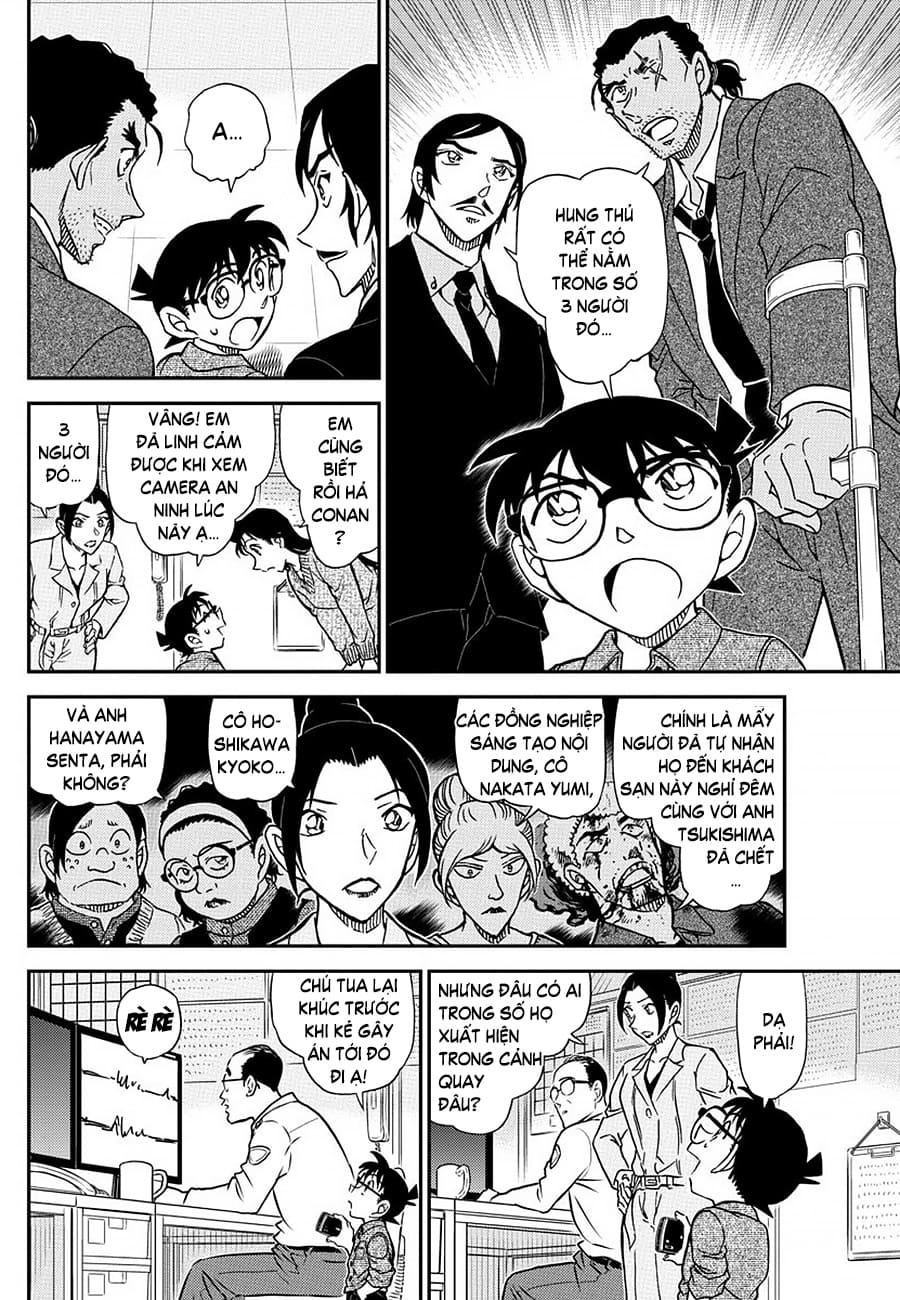 HUNG THỦ
RẤT CÓ
THỂ NẰM
TRONG SỐ
3 NGƯỜI
ĐÓ...
A...
EM
CŨNG
BIẾT
RỒI HẢ
CONAN
?
VÂNG! EM
ĐÃ LINH CẢM
ĐƯỢC KHI XEM
CAMERA AN
NINH LÚC
NÃY Ạ...
3
NGƯỜI
ĐÓ...
CHÍNH LÀ MẤY
NGƯỜI ĐÃ TỰ NHẬN
HỌ ĐẾN KHÁCH
SẠN NÀY NGHỈ ĐÊM
CÙNG VỚI ANH
TSUKISHIMA
ĐÃ CHẾT
...
CÁC ĐỒNG NGHIỆP
SÁNG TẠO NỘI
DUNG, CÔ
NAKATA YUMI,
CÔ HO-
SHIKAWA
KYOKO...
VÀ ANH
HANAYAMA
SENTA, PHẢI
KHÔNG?
DẠ
PHẢI!
NHƯNG ĐÂU CÓ AI
TRONG SỐ HỌ
XUẤT HIỆN
TRONG CẢNH
QUAY
ĐÂU?
CHÚ TUA LẠI
KHÚC TRƯỚC
KHI KẺ GÂY
ÁN TỚI ĐÓ
ĐI Ạ!
RÈ RÈ